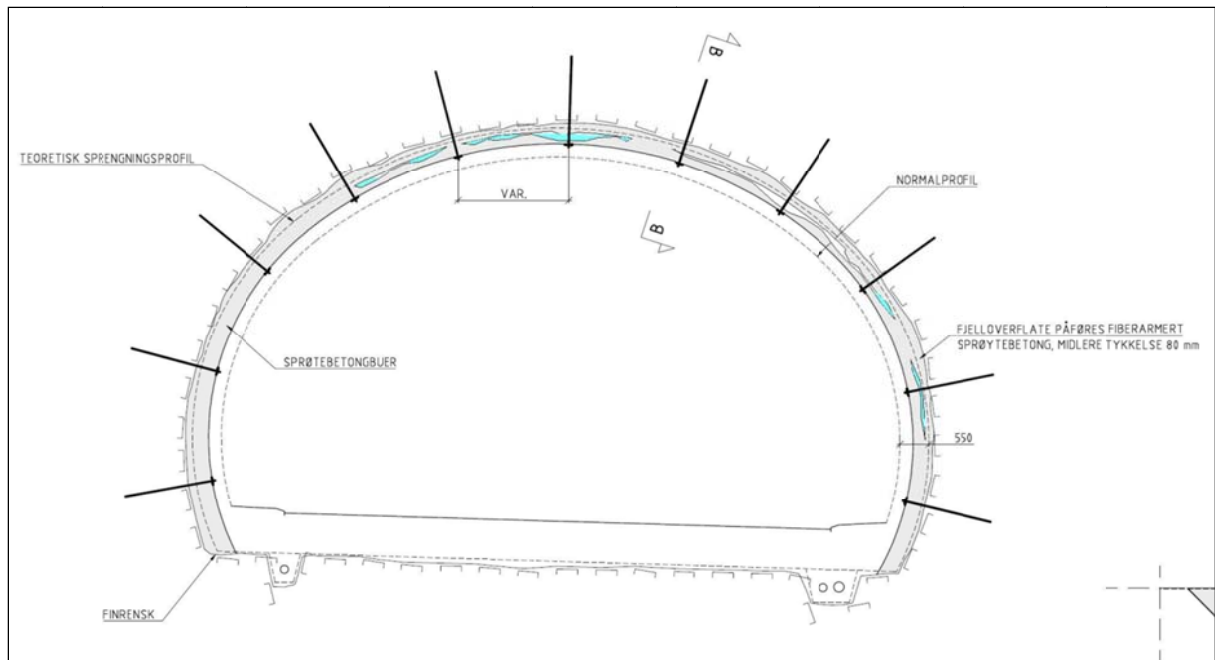 B
TEORETISK SPRENGNINGSPROFIL
NORMALPROFIL
VAR.
B
FJELLOVERFLATE PÅFØRES FIBERARMERT
SPRØYTEBETONG, MIDLERE TYKKELSE 80 mm
SPRØTEBETONGBUER
550
FINRENSK